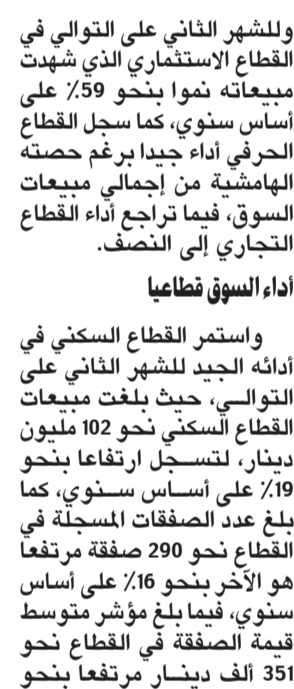 وللشهر الثاني على التوالي في
القطاع الاستثماري الذي شهدت
مبيعاته نموا بنحو 59٪ على
أساس سنوي، كما سجل القطاع
الحرفي أداء جيدا برغم حصته
الهامشية من إجمالي مبيعات
السوق، فيما تراجع أداء القطاع
التجاري إلى النصف.
أداء السوق قطاعيا
واستمر القطاع السكني في
أدائه الجيد للشهر الثاني على
التوالي، حيث بلغت مبيعات
القطاع السكني نحو 102 مليون
دينار، لتسجل ارتفاعا بنحو
19٪ على أساس سنوي، كما
بلغ عدد الصفقات المسجلة في
القطاع نحو 290 صفقة مرتفعا
هو الآخر بنحو 16٪ على أساس
سنوي، فيما بلغ مؤشر متوسط
قيمة الصفقة في القطاع نحو
351 ألف دينار مرتفعا بنحو